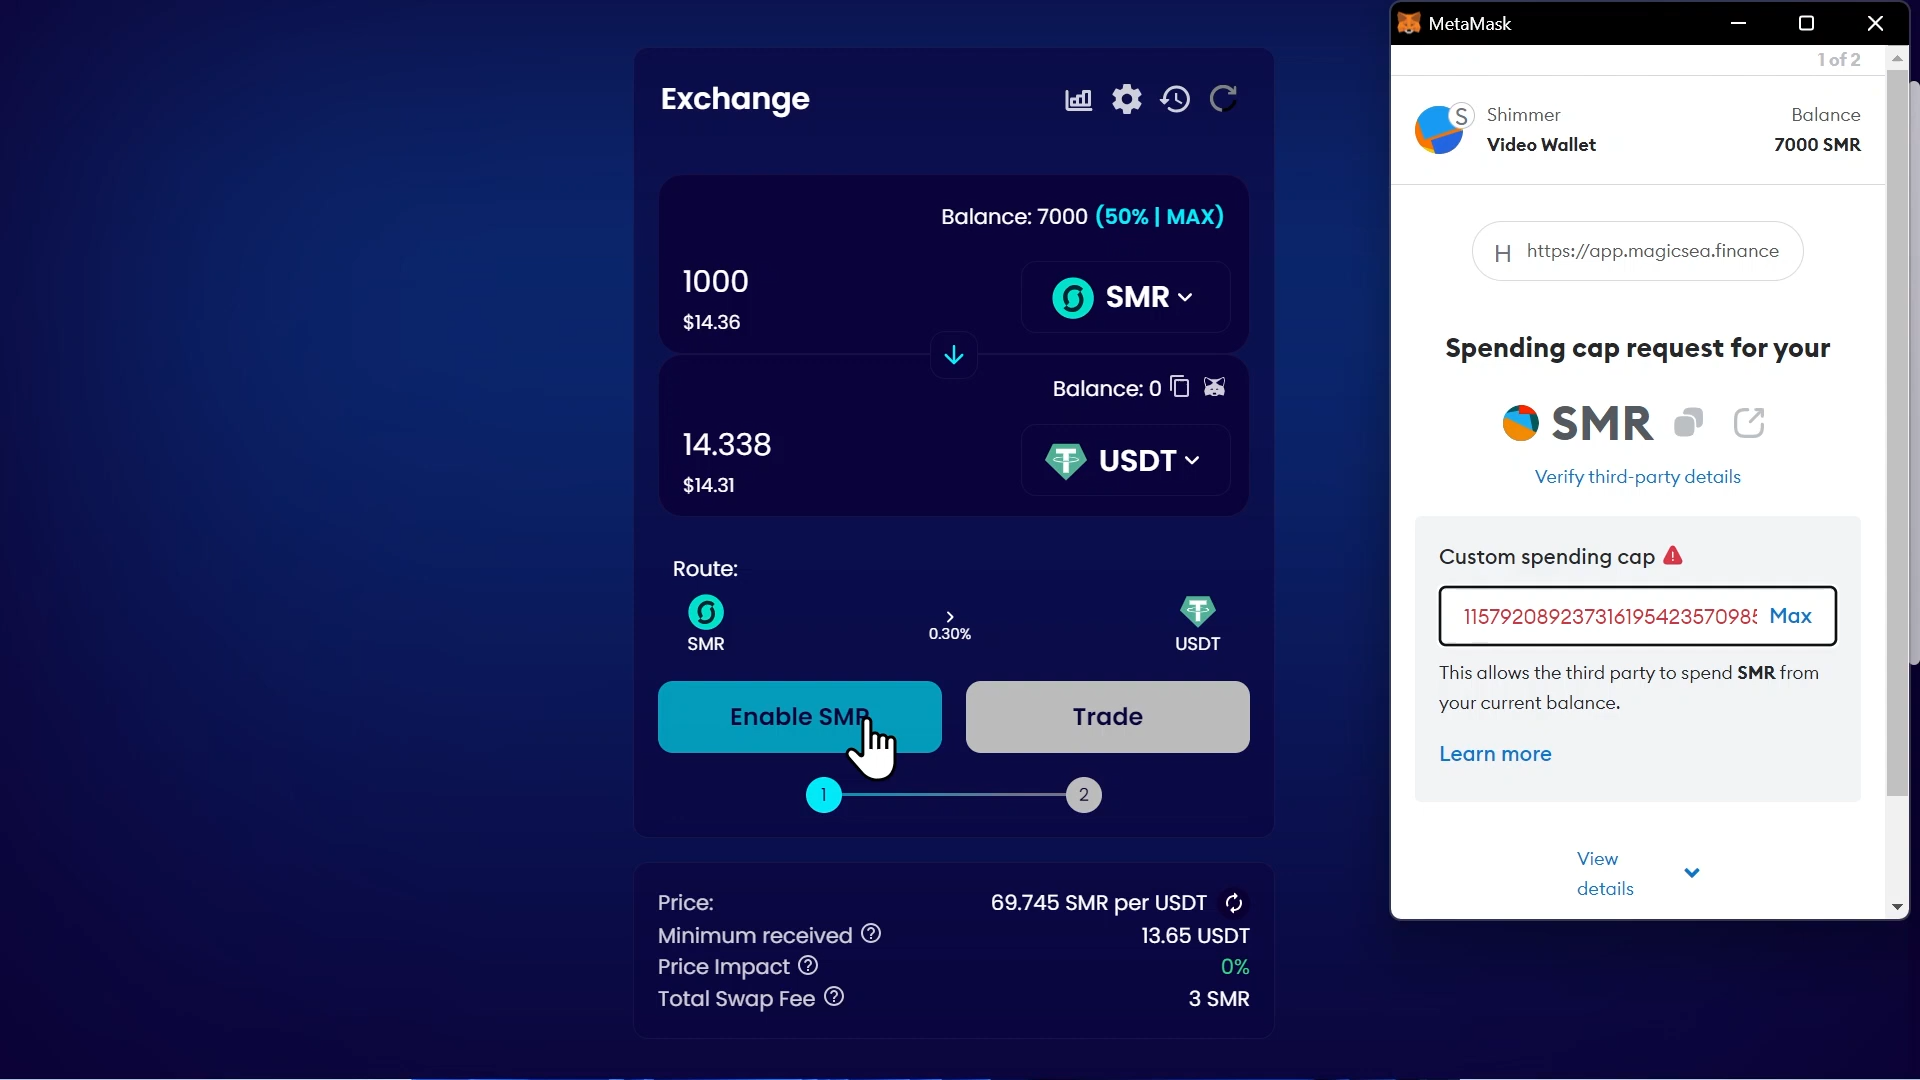 Exchange
Balance: 7000 (50% | MAX)
1000
$14.36
SMR
Balance: 0
14.338
$14.31
USDT
Route:
SMR
0.30%
USDT
Enable SMR
Trade
1
2
Price:
69.745 SMR per USDT
Minimum received
13.65 USDT
Price Impact
0%
Total Swap Fee
3 SMR
MetaMask
1 of 2
S
Shimmer
Balance
Video Wallet
7000 SMR
H https://app.magicsea.finance
Spending cap request for your
SMR
Verify third-party details
Custom spending cap
115792089237316195423570985 Max
This allows the third party to spend SMR from
your current balance.
Learn more
View
details